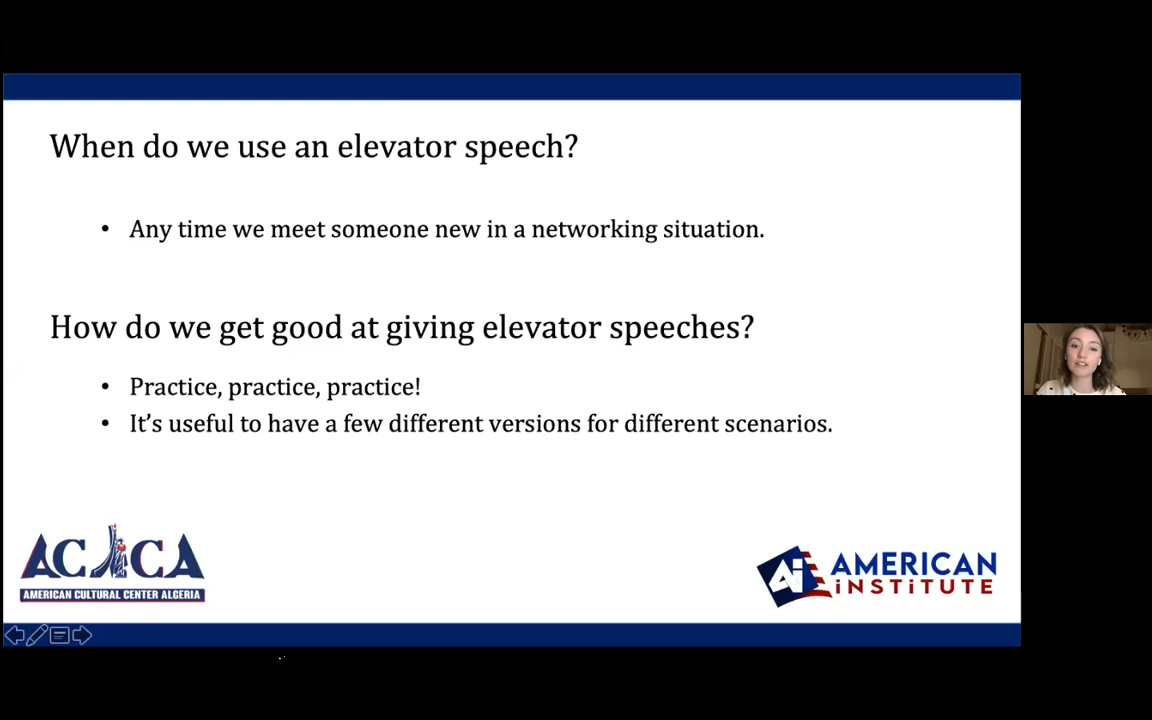 When do we use an elevator speech?
• Any time we meet someone new in a networking situation.
How do we get good at giving elevator speeches?
• Practice, practice, practice!
• It’s useful to have a few different versions for different scenarios.
ACCA
AMERICAN CULTURAL CENTER ALGERIA
Ai AMERICAN
iNSTiTUTE